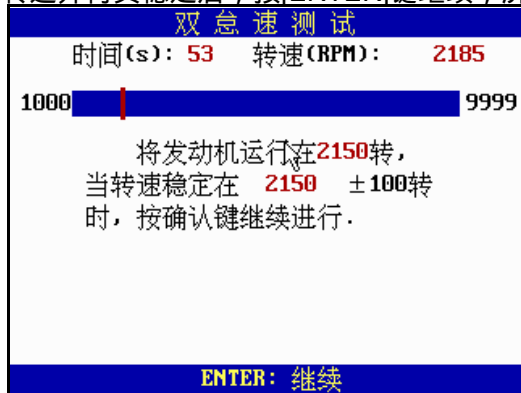 双怠速测试
时间(s): 53 转速(RPM): 2185
1000 9999
将发动机运行在2150转，
当转速稳定在 2150 ±100转
时，按确认键继续进行.
ENTER: 继续